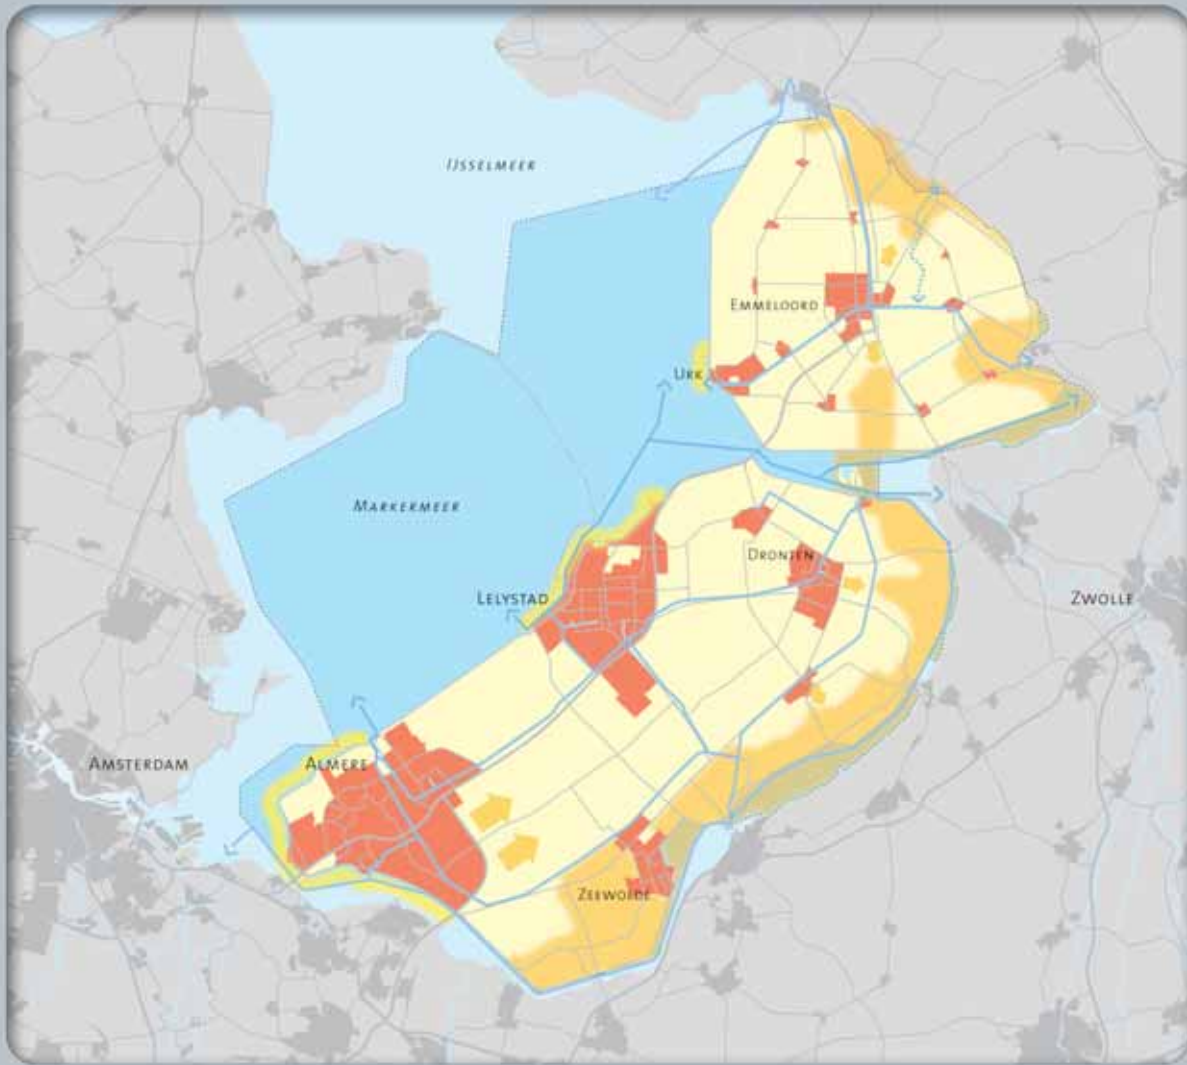 IJSSELMEER
EMMELOORD
URK
MARKERMEER
DRONTEN
LELYSTAD
ZWOLLE
AMSTERDAM
ALMERE
ZEEWOLDE